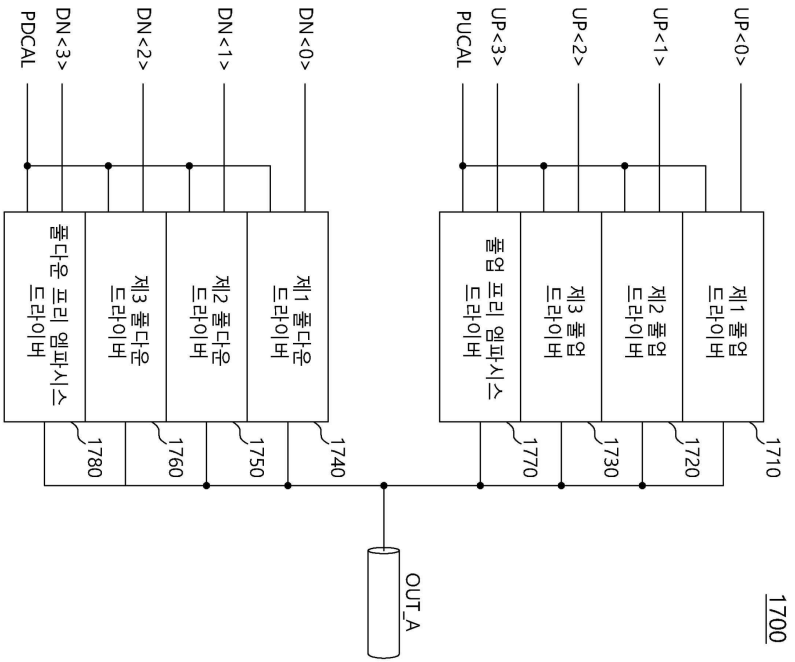 1700
UP<0>
UP<1>
UP<2>
UP<3>
PUCAL
제1 풀업
드라이버
1710
제2 풀업
드라이버
1720
제3 풀업
드라이버
1730
풀업 프리 엠파시스
드라이버
1770
OUT_A
DN<0>
DN<1>
DN<2>
DN<3>
PDCAL
제1 풀다운
드라이버
1740
제2 풀다운
드라이버
1750
제3 풀다운
드라이버
1760
풀다운 프리 엠파시스
드라이버
1780